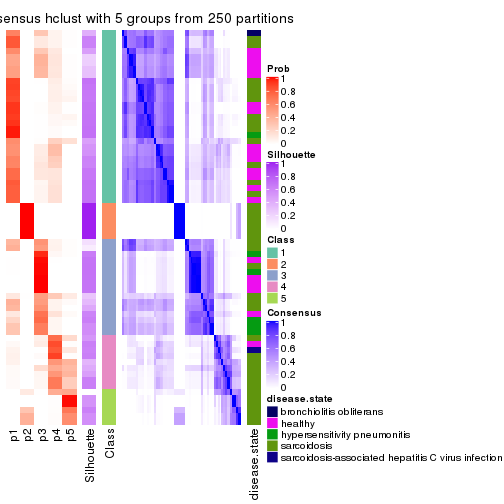 sensus hclust with 5 groups from 250 partitions
Prob
1
0.8
0.6
0.4
0.2
0
Silhouette
1
0.8
0.6
0.4
0.2
0
Class
1
2
3
4
5
Consensus
1
0.8
0.6
0.4
0.2
0
disease.state
bronchiolitis obliterans
healthy
hypersensitivity pneumonitis
sarcoidosis
sarcoidosis-associated hepatitis C virus infection
p1
p2
p3
p4
p5
Silhouette
Class
disease.state